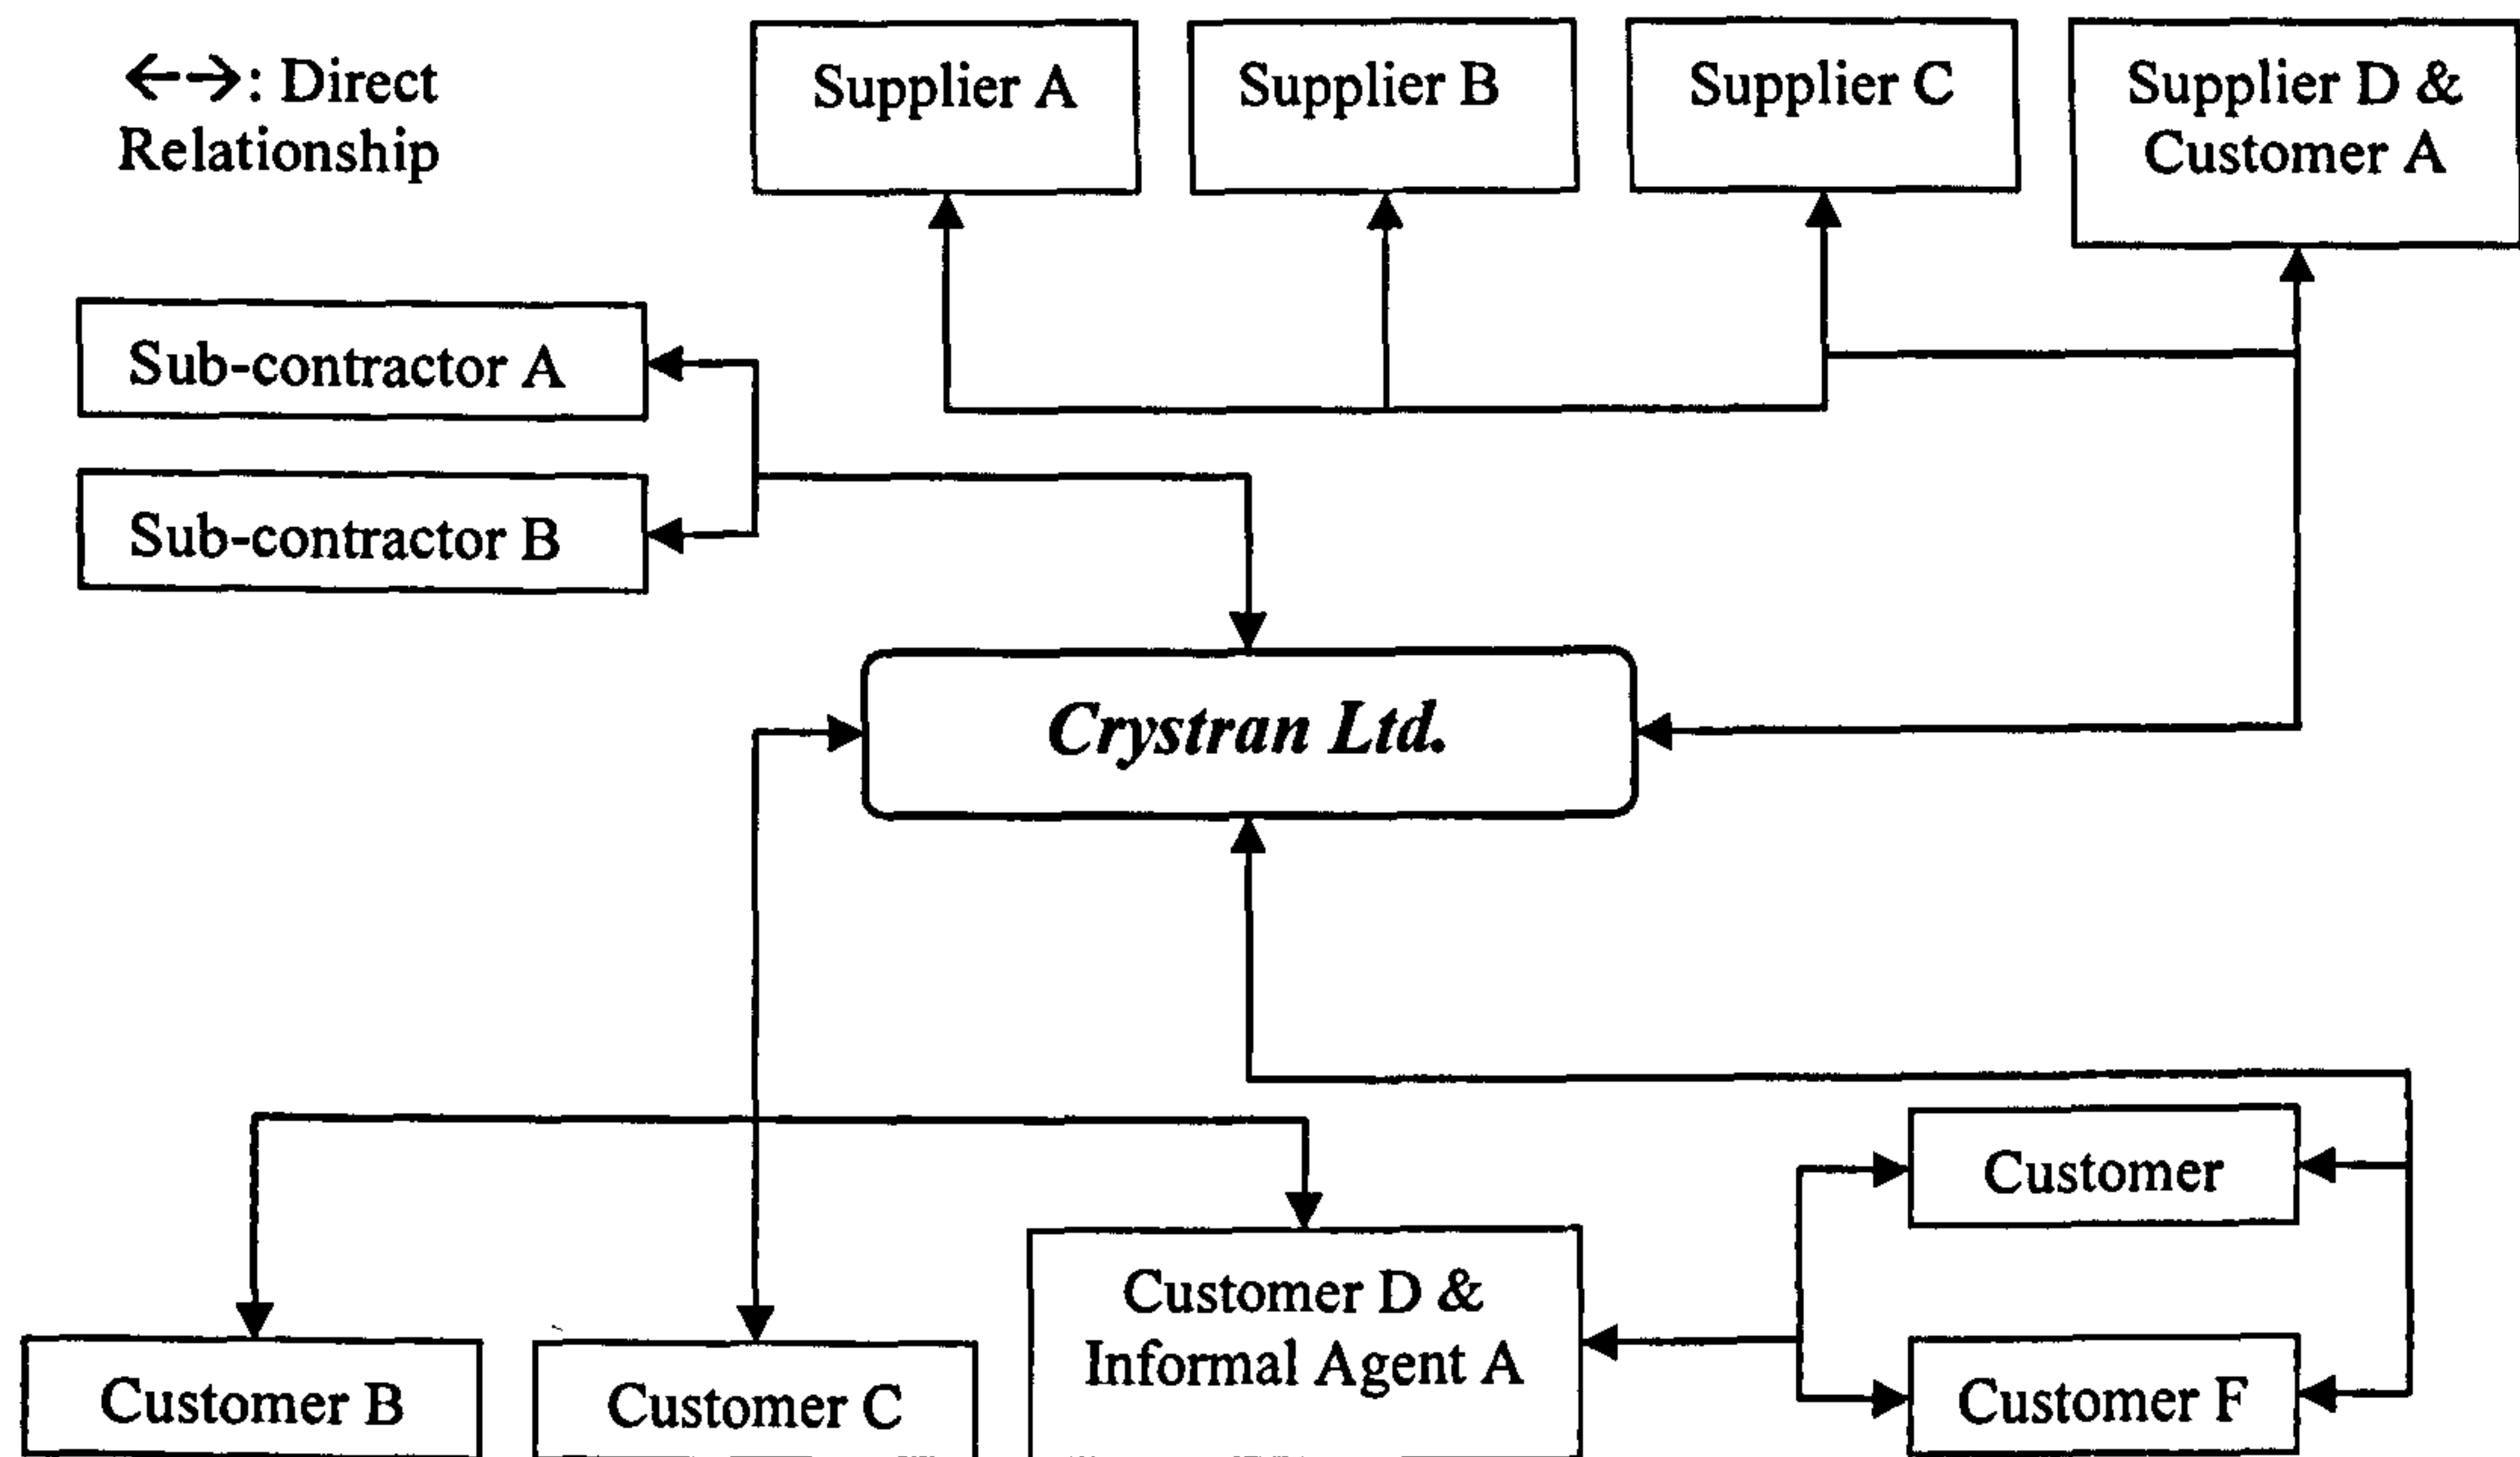 ←→: Direct
Relationship
Supplier A
Supplier B
Supplier C
Supplier D &
Customer A
Sub-contractor A
Sub-contractor B
Crystran Ltd.
Customer
Customer D &
Informal Agent A
Customer B
Customer C
Customer F